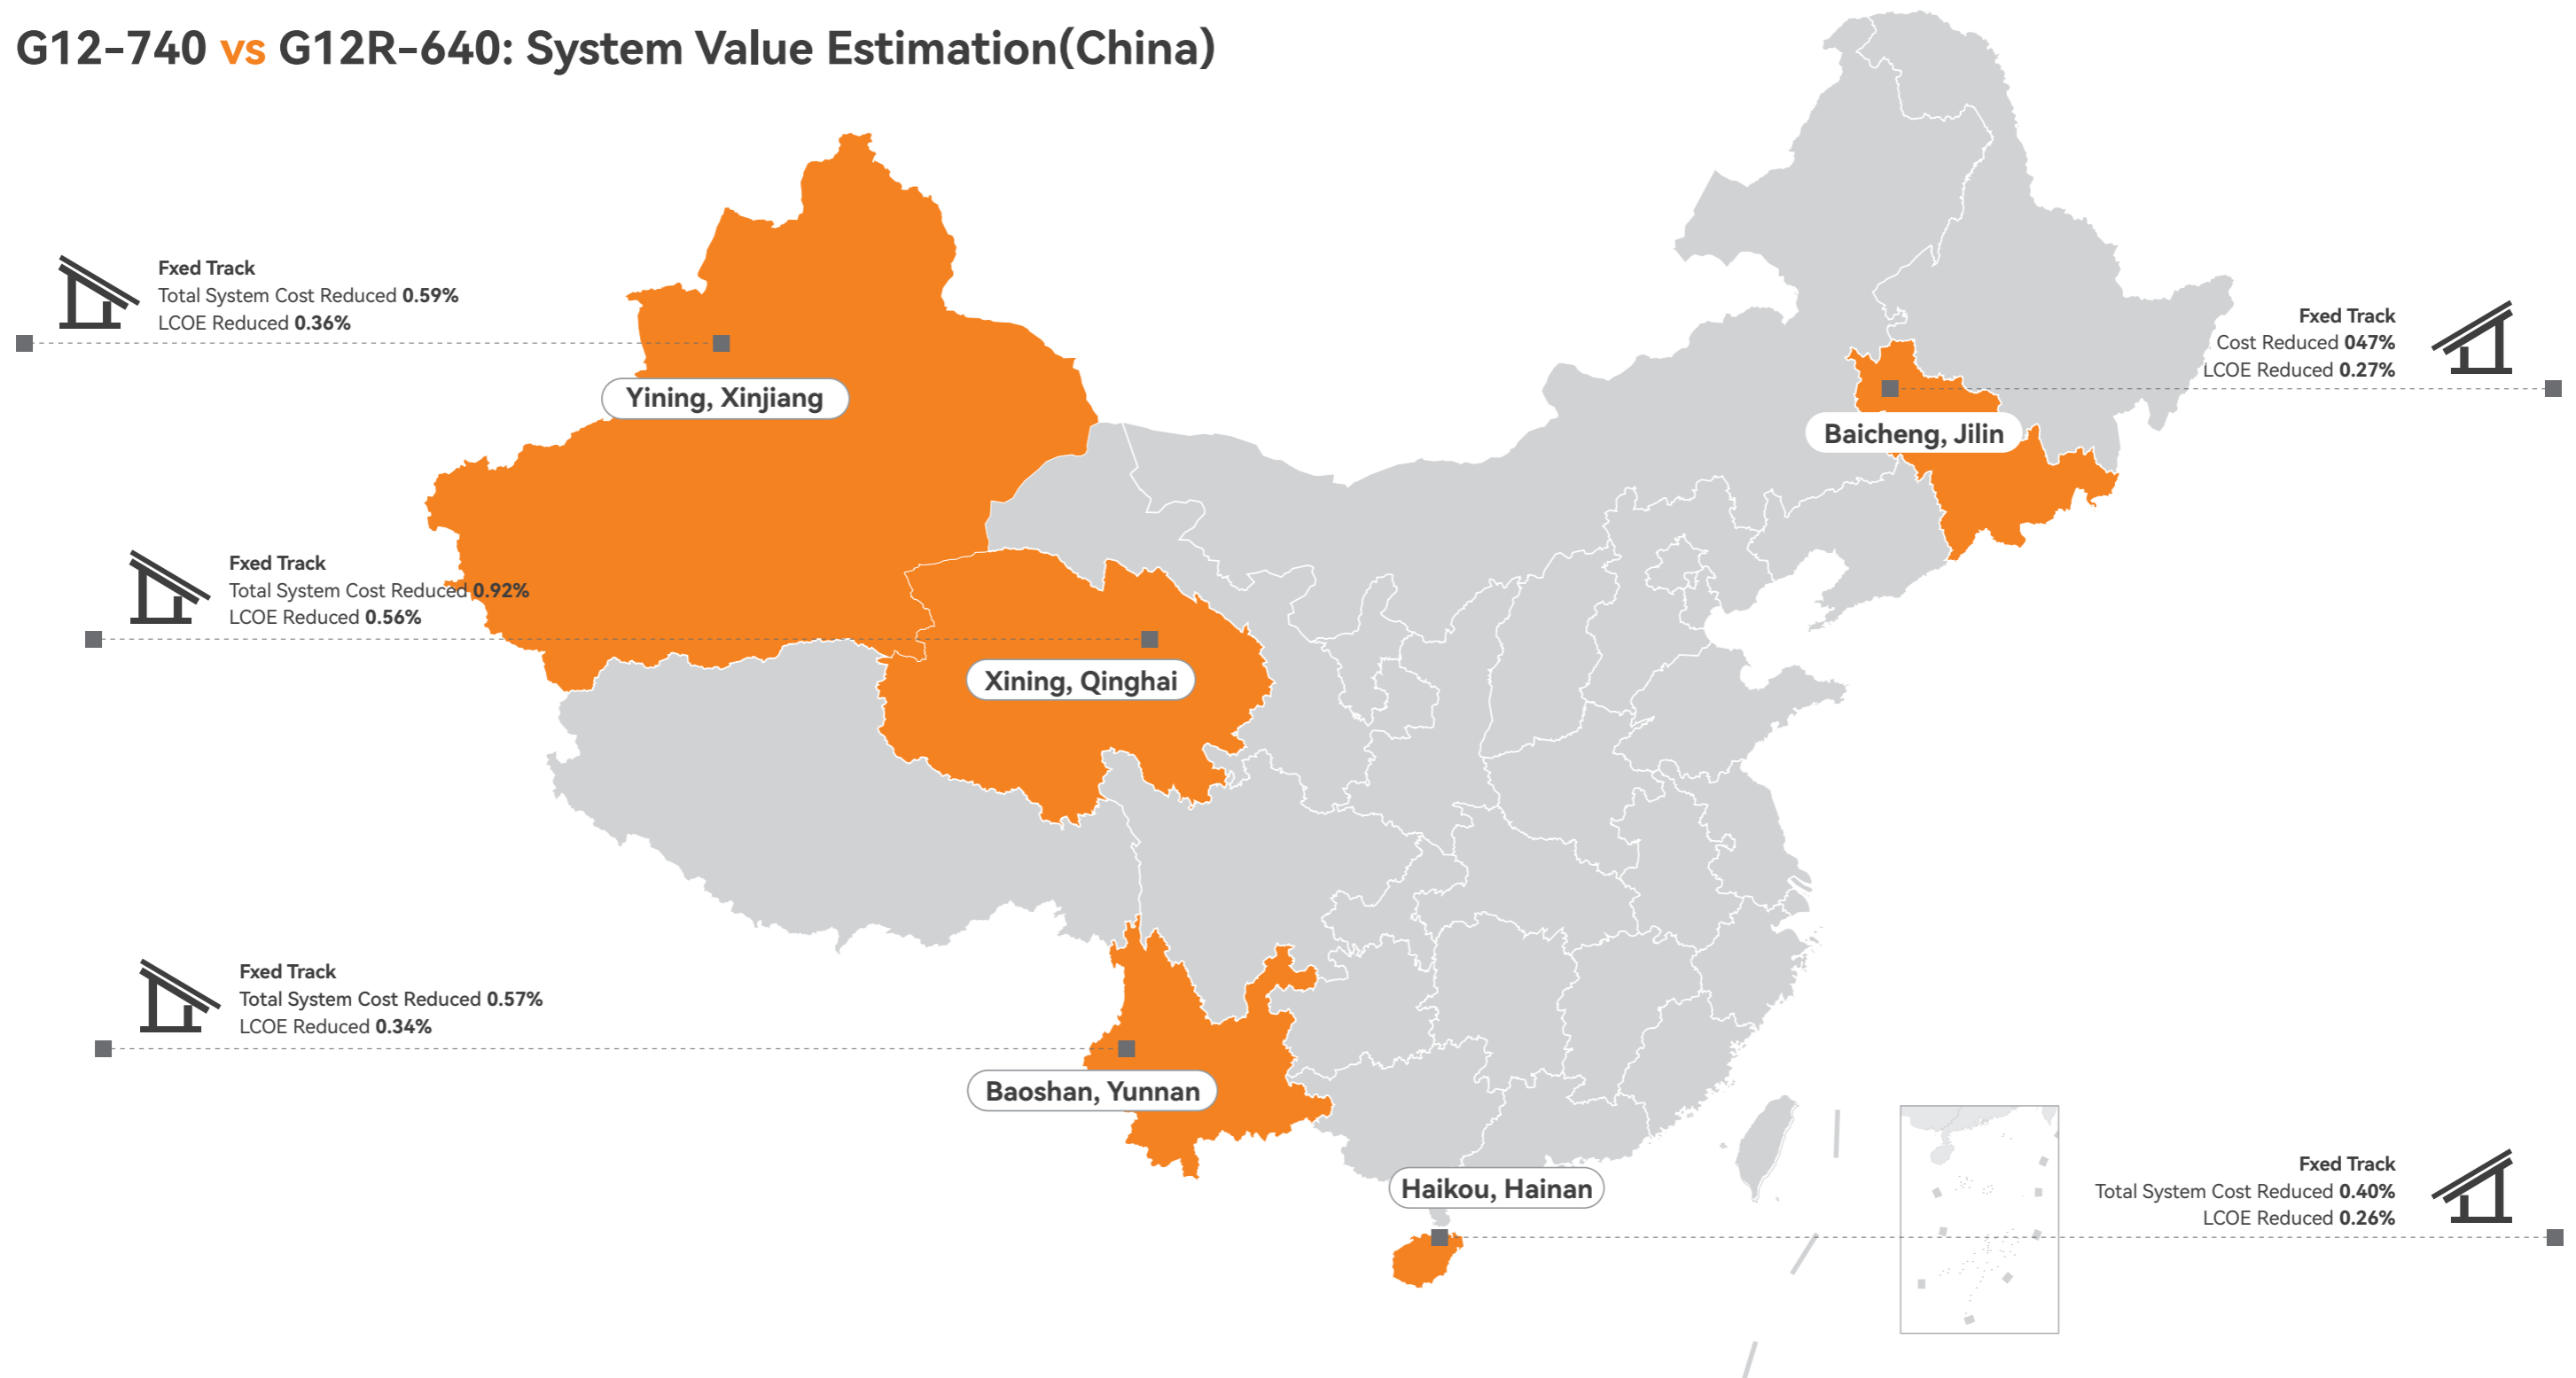 G12-740 vs G12R-640: System Value Estimation(China)
Fxed Track
Total System Cost Reduced 0.59%
LCOE Reduced 0.36%
Yining, Xinjiang
Fxed Track
Cost Reduced 047%
LCOE Reduced 0.27%
Baicheng, Jilin
Fxed Track
Total System Cost Reduced 0.92%
LCOE Reduced 0.56%
Xining, Qinghai
Fxed Track
Total System Cost Reduced 0.57%
LCOE Reduced 0.34%
Baoshan, Yunnan
Haikou, Hainan
Fxed Track
Total System Cost Reduced 0.40%
LCOE Reduced 0.26%